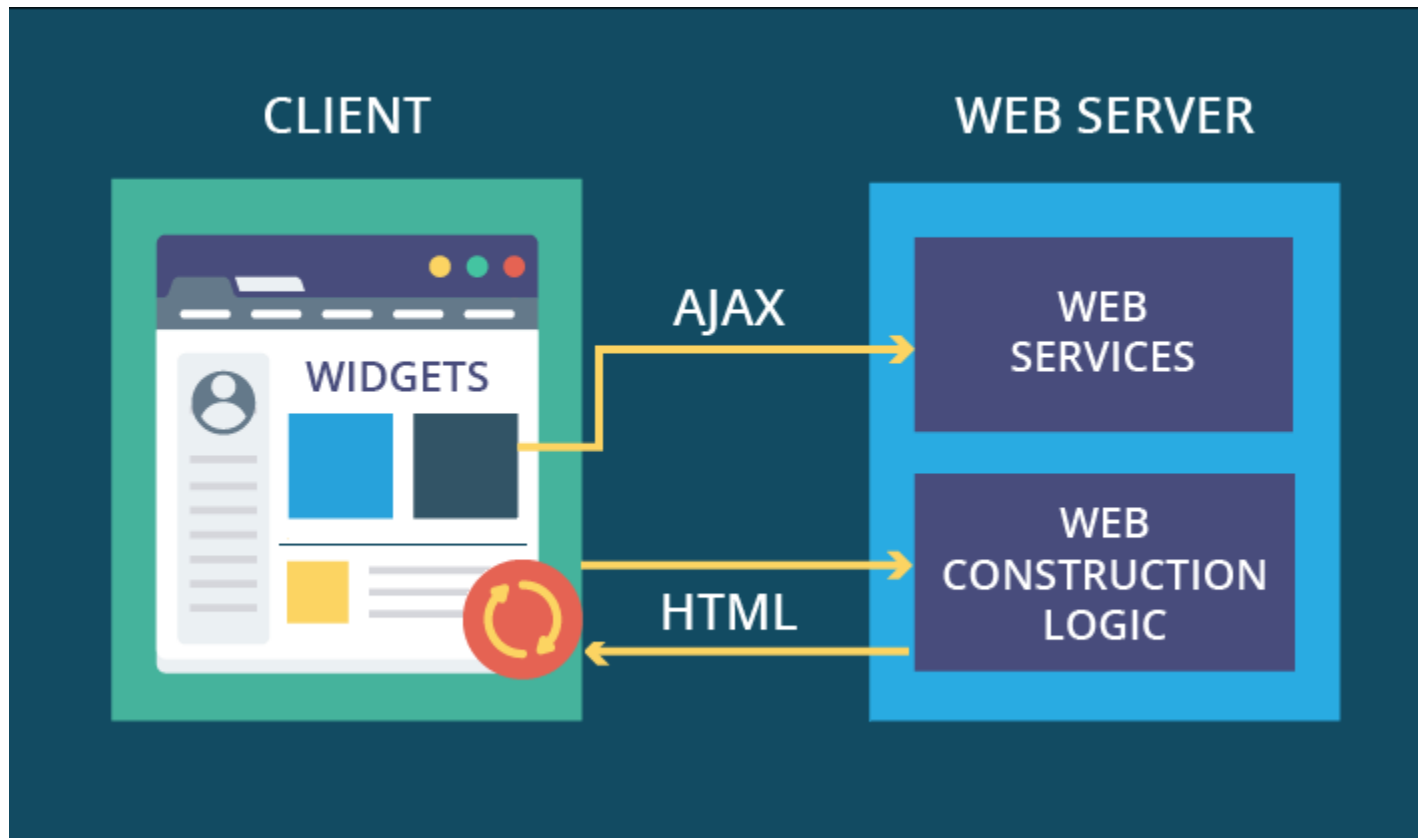 CLIENT
WEB SERVER
WIDGETS
AJAX
WEB
SERVICES
HTML
WEB
CONSTRUCTION
LOGIC